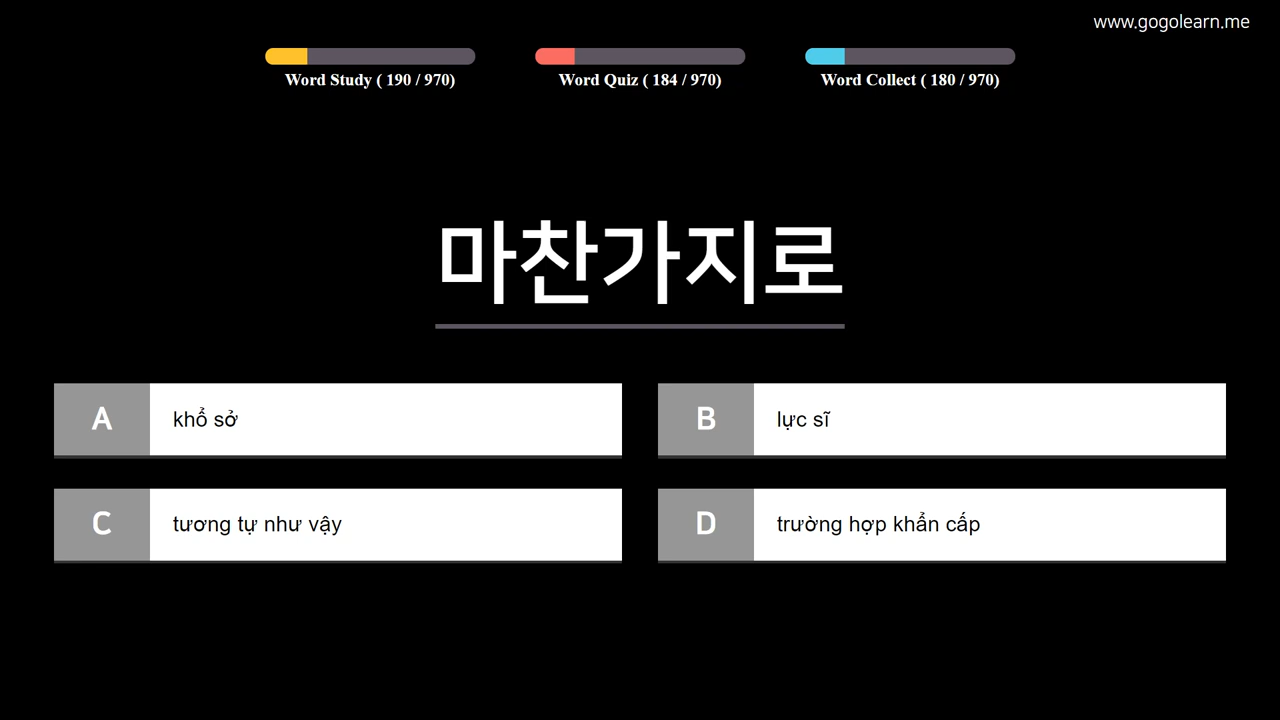 www.gogolearn.me
Word Study ( 190 / 970)
Word Quiz ( 184 / 970)
Word Collect ( 180 / 970)
마찬가지로
A khổ sở
B lực sĩ
C tương tự như vậy
D trường hợp khẩn cấp